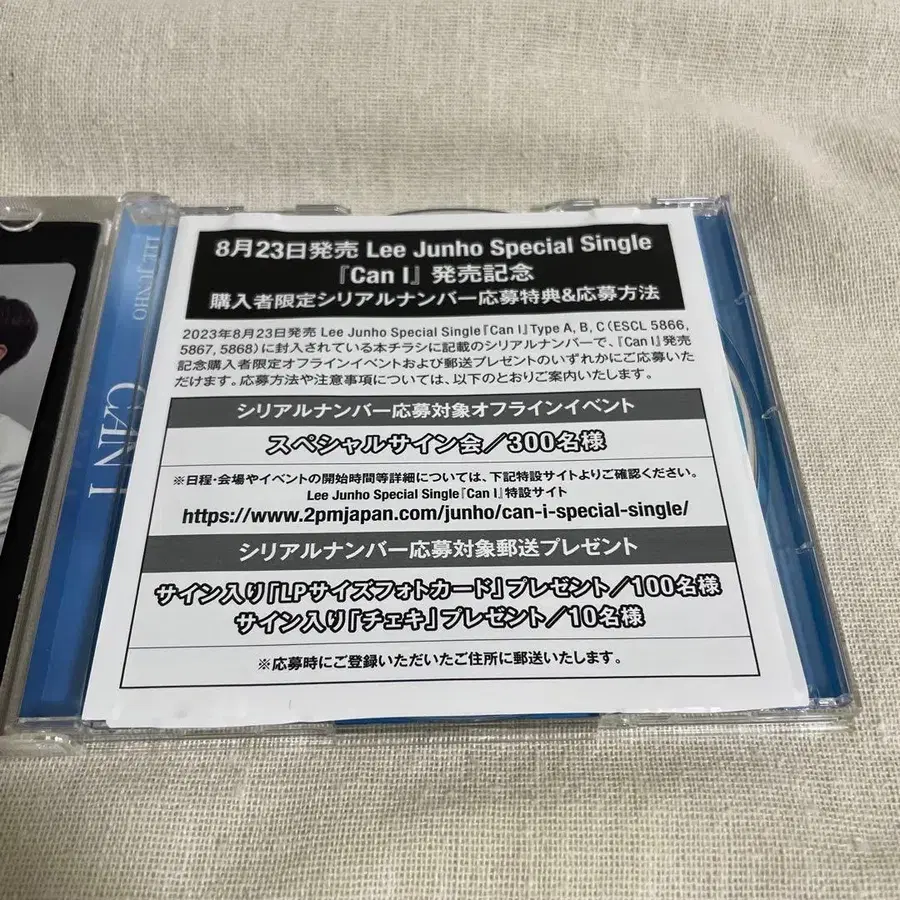 LEE JUNHO
CAN I
8月23日発売 Lee Junho Special Single
『Can I』 発売記念
購入者限定シリアルナンバー応募特典&応募方法
2023年8月23日発売 Lee Junho Special Single『Can I』Type A, B, C（ESCL 5866,
5867, 5868）に封入されている本チラシに記載のシリアルナンバーで、『Can I』発売
記念購入者限定オフラインイベントおよび郵送プレゼントのいずれかにご応募いた
だけます。応募方法や注意事項については、以下のとおりご案内いたします。
シリアルナンバー応募対象オフラインイベント
スペシャルサイン会／300名様
※日程・会場やイベントの開始時間等詳細については、下記特設サイトよりご確認ください。
Lee Junho Special Single『Can I』特設サイト
https://www.2pmjapan.com/junho/can-i-special-single/
シリアルナンバー応募対象郵送プレゼント
サイン入り「LPサイズフォトカード」プレゼント／100名様
サイン入り「チェキ」プレゼント／10名様
※応募時にご登録いただいたご住所に郵送いたします。